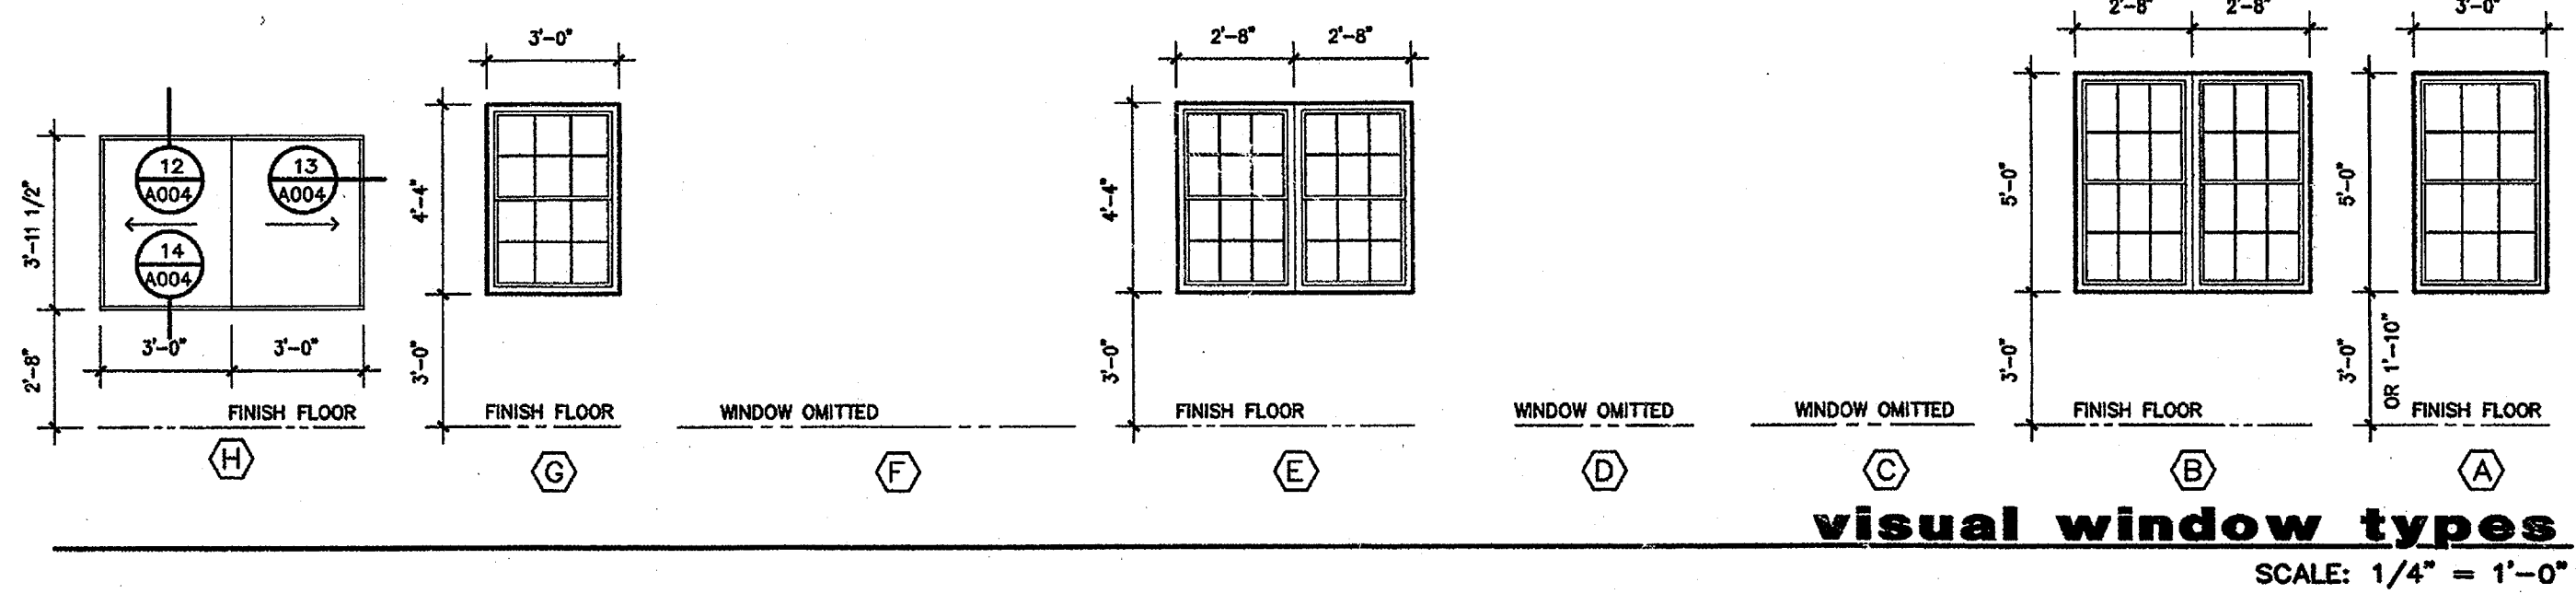 2'-8" 2'-8" 3'-0"
3'-0" 2'-8" 2'-8"
12 13
A004 A004
14
A004
3'-11 1/2" 4'-4" 4'-4" 5'-0" 5'-0"
3'-0" 3'-0"
2'-8" 3'-0" 3'-0" 3'-0" 3'-0" OR 1'-10"
FINISH FLOOR FINISH FLOOR WINDOW OMITTED FINISH FLOOR WINDOW OMITTED WINDOW OMITTED FINISH FLOOR FINISH FLOOR
H G F E D C B A
visual window types
SCALE: 1/4" = 1'-0"